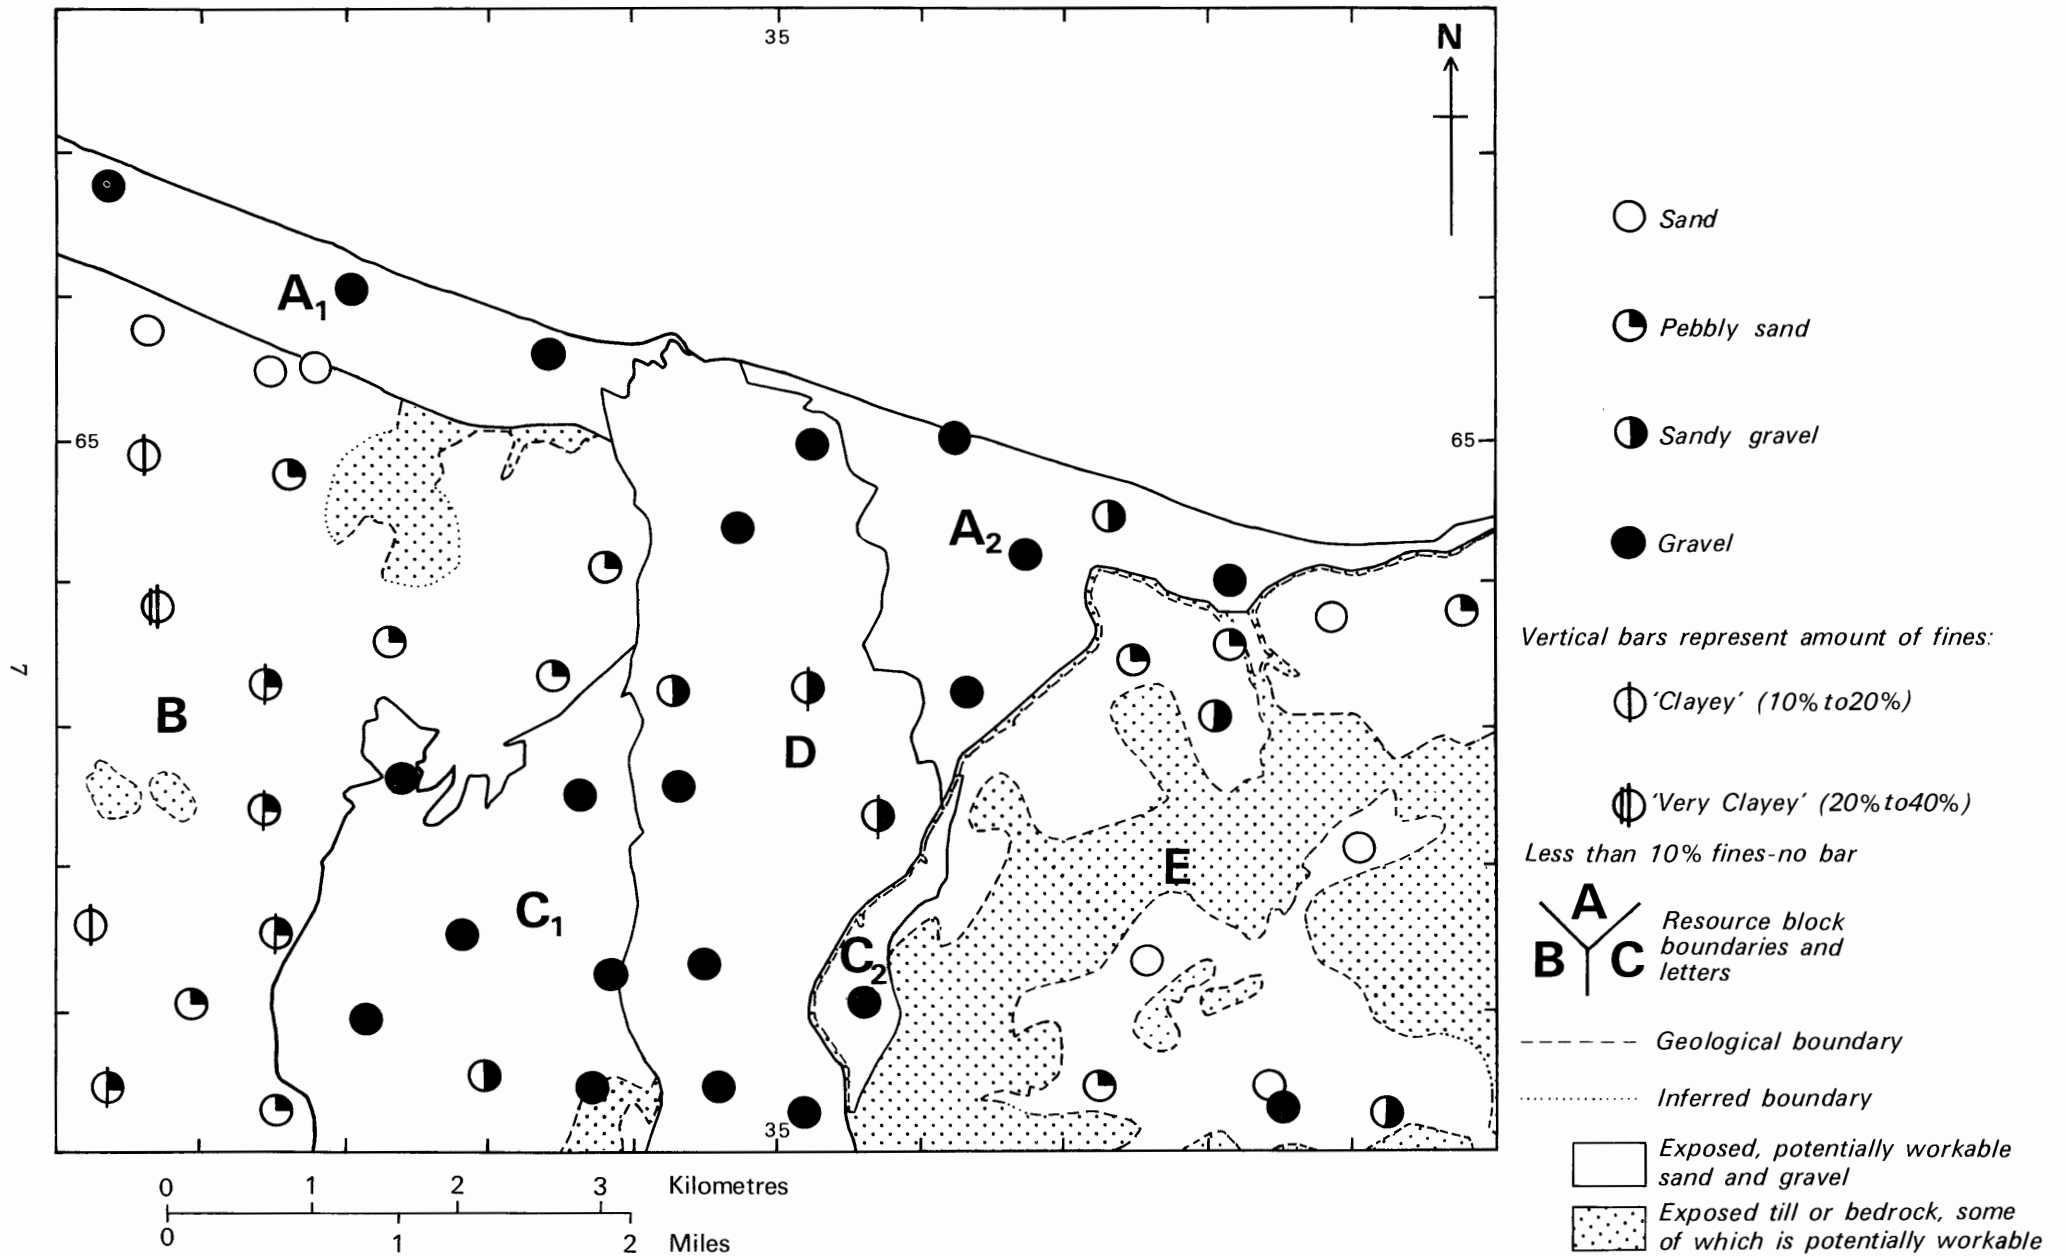 35
N
A1
65
65
A2
B
D
E
C1
C2
7
35
0 1 2 3 Kilometres
0 1 2 Miles
Sand
Pebbly sand
Sandy gravel
Gravel
Vertical bars represent amount of fines:
'Clayey' (10% to20%)
'Very Clayey' (20%to40%)
Less than 10% fines-no bar
A
B C
Resource block
boundaries and
letters
Geological boundary
Inferred boundary
Exposed, potentially workable
sand and gravel
Exposed till or bedrock, some
of which is potentially workable